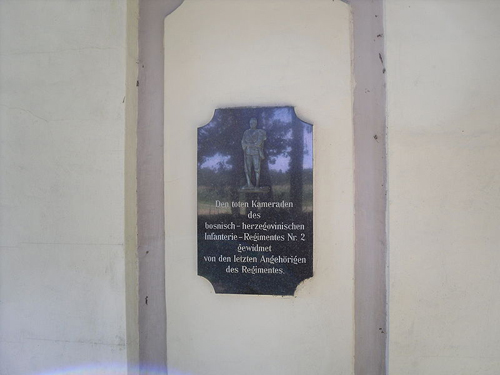 Den toten Kameraden
des
bosnisch-herzegovinischen
Infanterie-Regimentes Nr. 2
gewidmet
von den letzten Angehörigen
des Regimentes.